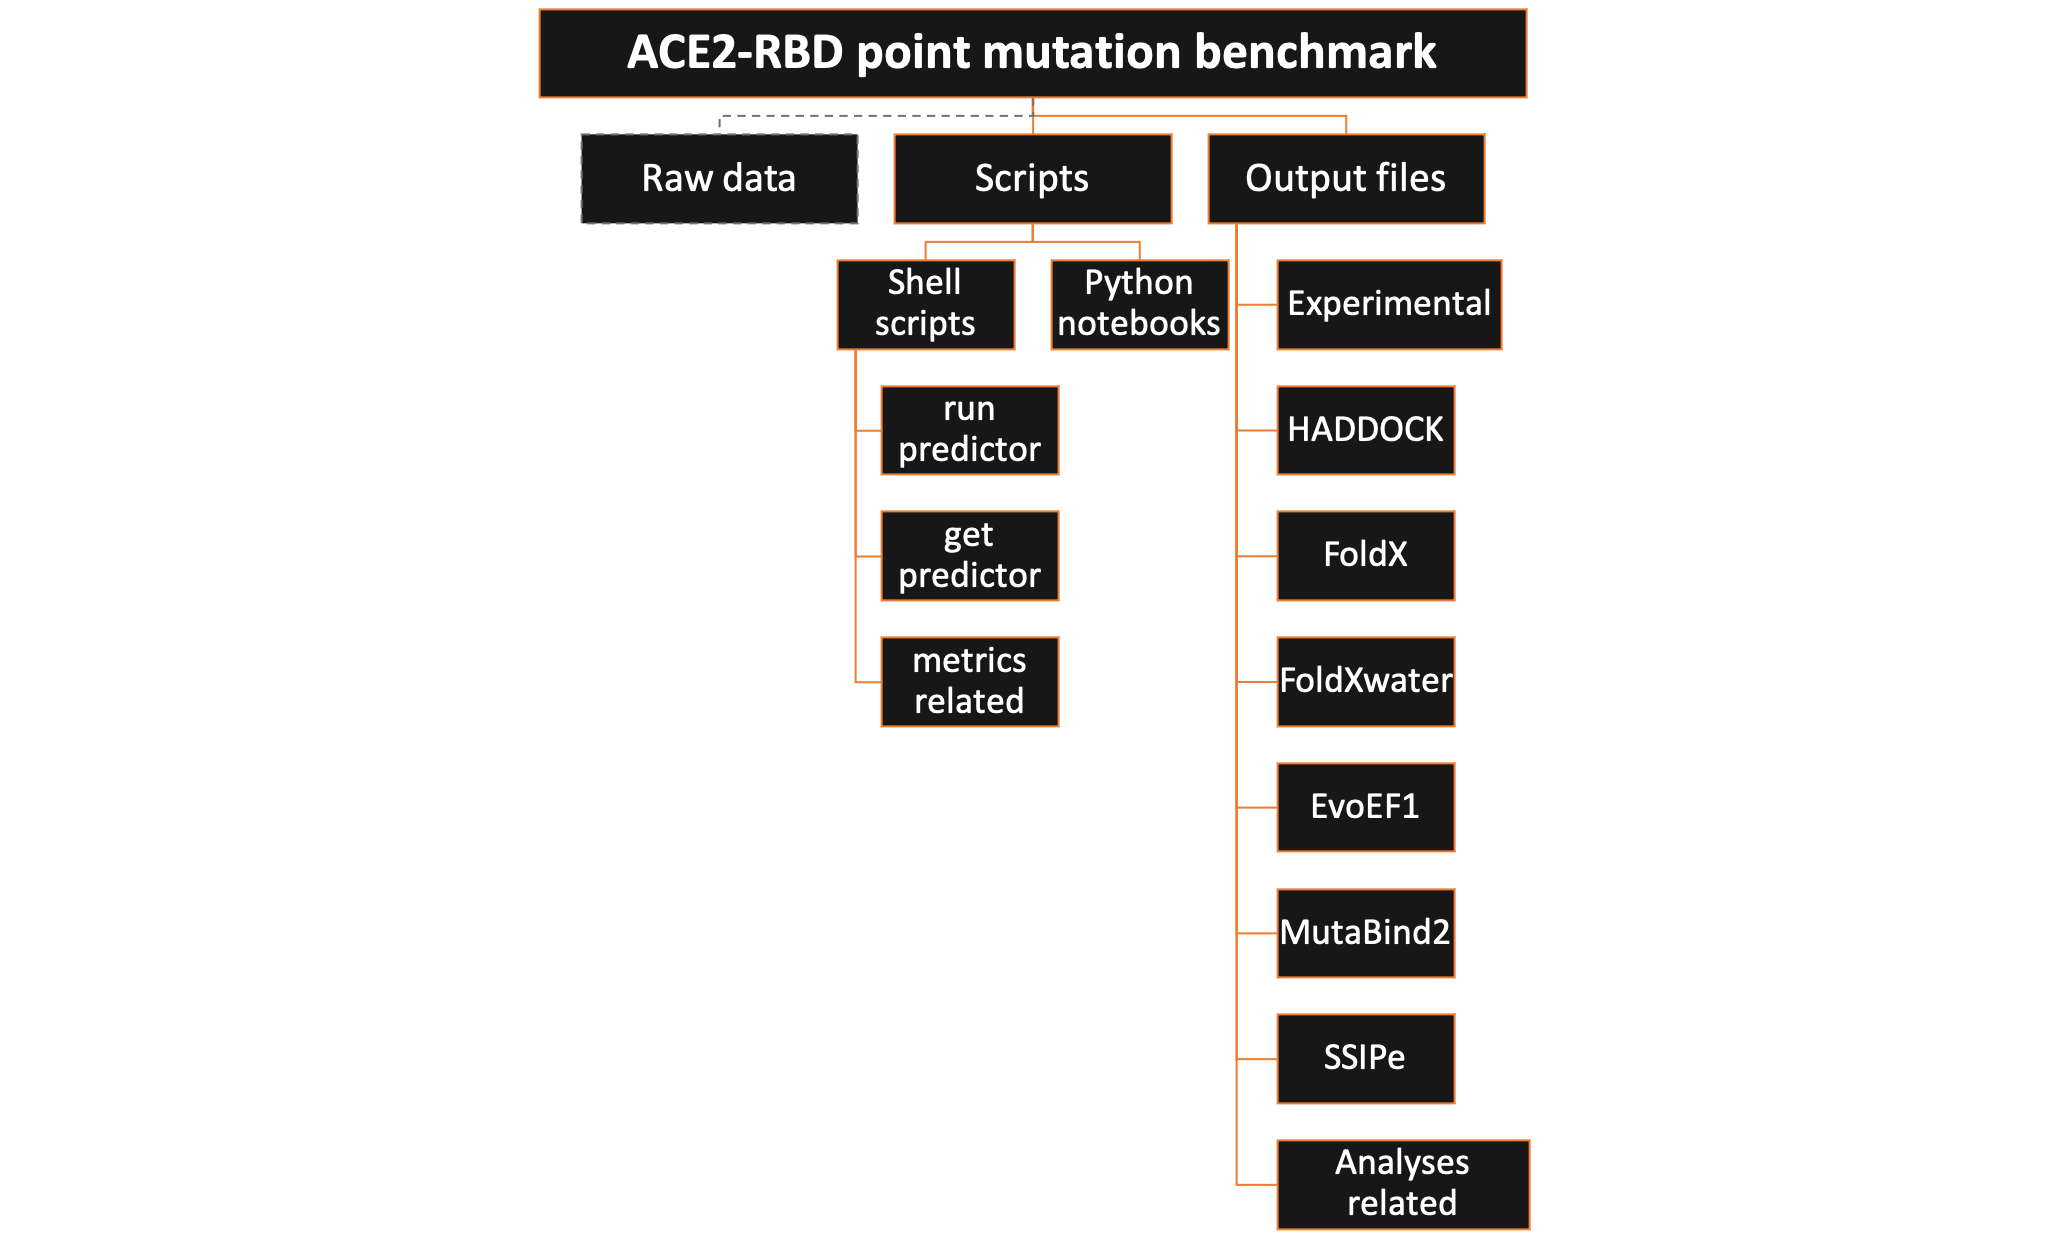 ACE2-RBD point mutation benchmark
Raw data
Scripts
Output files
Shell
scripts
Python
notebooks
run
predictor
get
predictor
metrics
related
Experimental
HADDOCK
FoldX
FoldXwater
EvoEF1
MutaBind2
SSIPe
Analyses
related